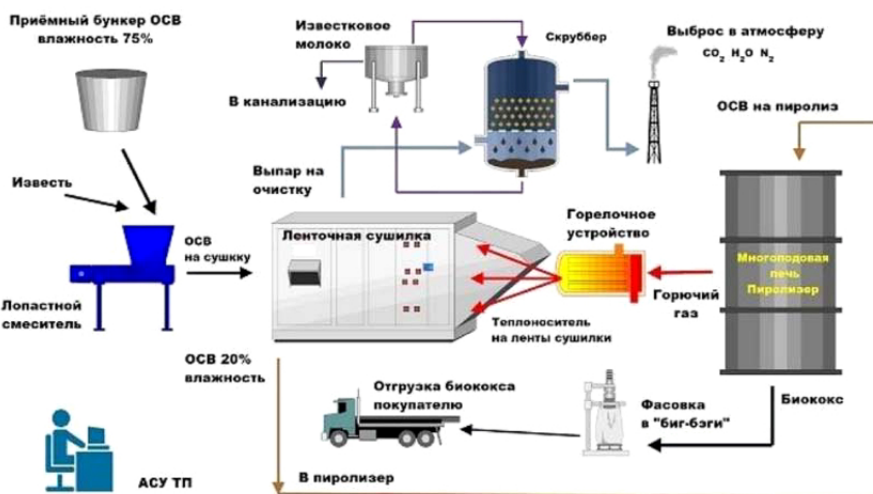 Приёмный бункер ОСВ
влажность 75%
Известковое
молоко
Скруббер
Выброс в атмосферу
CO2 H2O N2
В канализацию
ОСВ на пиролиз
Выпар на
очистку
Известь
ОСВ
на сушкку
Лопастной
смеситель
Ленточная сушилка
Горелочное
устройство
Многоподовая
печь
Пиролизер
Горючий
газ
Теплоноситель
на ленты сушилки
ОСВ 20%
влажность
Отгрузка биококса
покупателю
Фасовка
в "биг-бэги"
Биококс
АСУ ТП
В пиролизер